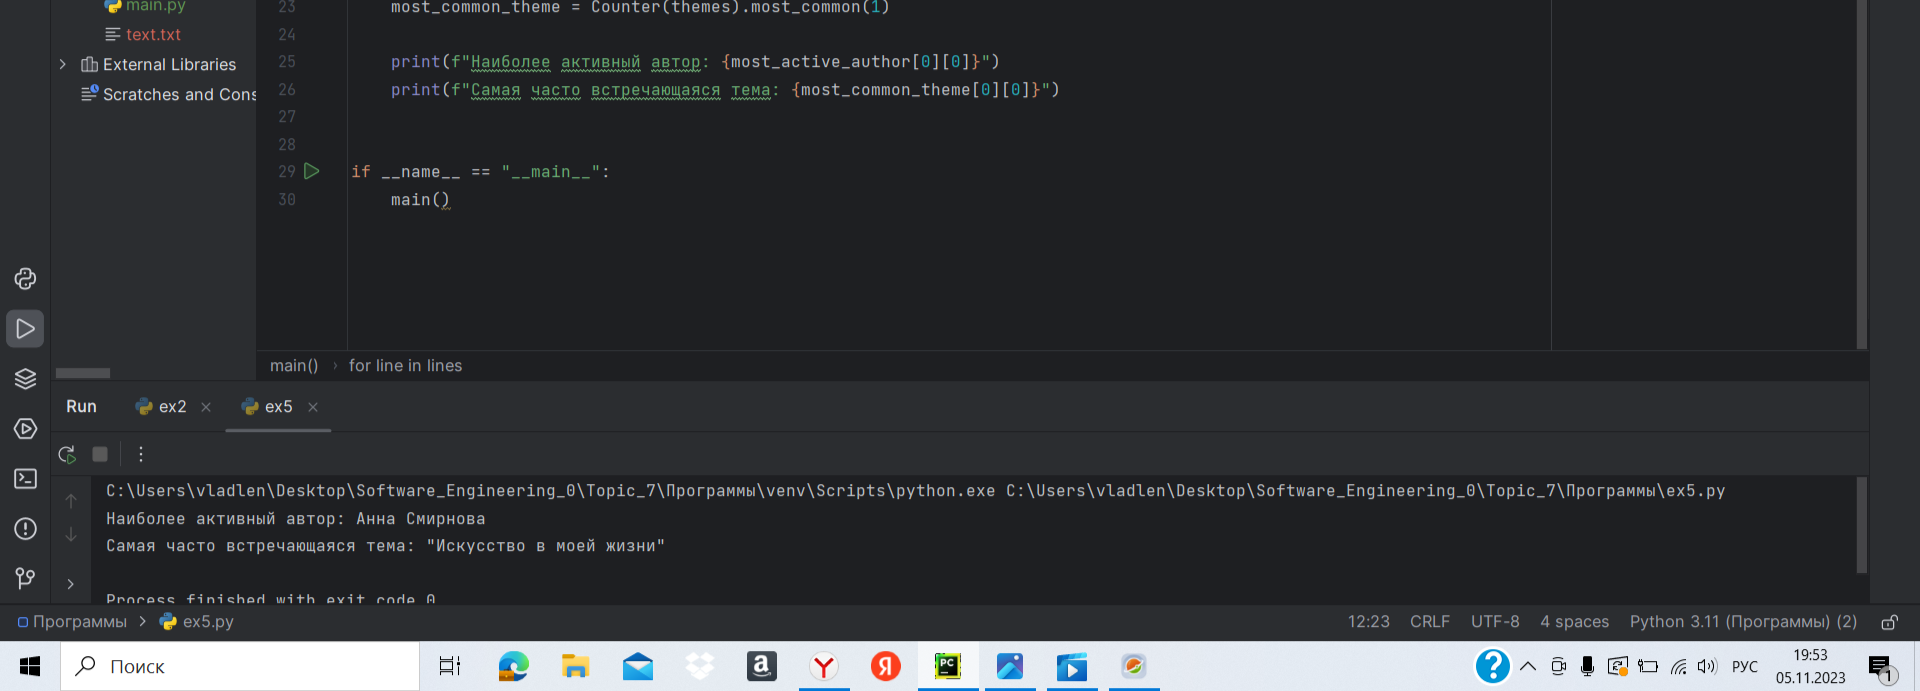 main.py
text.txt
External Libraries
Scratches and Cons
23 most_common_theme = Counter(themes).most_common(1)
24
25 print(f"Наиболее активный автор: {most_active_author[0][0]}")
26 print(f"Самая часто встречающаяся тема: {most_common_theme[0][0]}")
27
28
29 if __name__ == "__main__":
30 main()
main() › for line in lines
Run ex2 × ex5 ×
C:\Users\vladlen\Desktop\Software_Engineering_0\Topic_7\Программы\venv\Scripts\python.exe C:\Users\vladlen\Desktop\Software_Engineering_0\Topic_7\Программы\ex5.py
Наиболее активный автор: Анна Смирнова
Самая часто встречающаяся тема: "Искусство в моей жизни"
Process finished with exit code 0
Программы > ex5.py 12:23 CRLF UTF-8 4 spaces Python 3.11 (Программы) (2)
Поиск
a
Y
Я
PC
?
РУС
19:53
05.11.2023
1